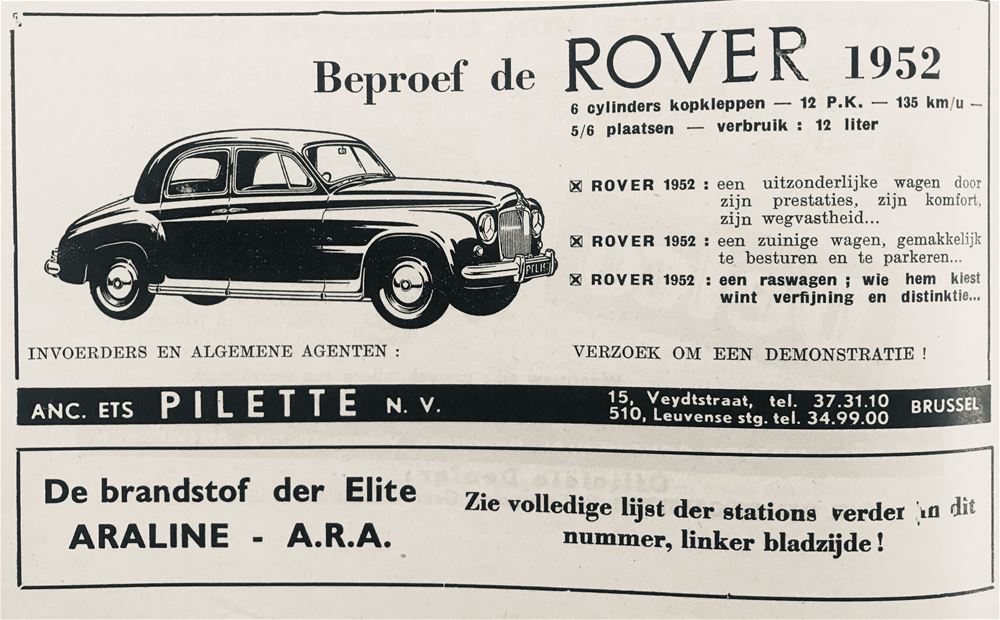 Beproef de ROVER 1952
6 cylinders kopkleppen — 12 P.K. — 135 km/u —
5/6 plaatsen — verbruik : 12 liter
ROVER 1952 : een uitzonderlijke wagen door
zijn prestaties, zijn komfort,
zijn wegvastheid...
ROVER 1952 : een zuinige wagen, gemakkelijk
te besturen en te parkeren...
ROVER 1952 : een raswagen ; wie hem kiest
wint verfijning en distinktie...
INVOERDERS EN ALGEMENE AGENTEN :
VERZOEK OM EEN DEMONSTRATIE !
ANC. ETS PILETTE N. V.
15, Veydtstraat, tel. 37.31.10
510, Leuvense stg. tel. 34.99.00
BRUSSEL
De brandstof der Elite
ARALINE - A.R.A.
Zie volledige lijst der stations verder in dit
nummer, linker bladzijde !